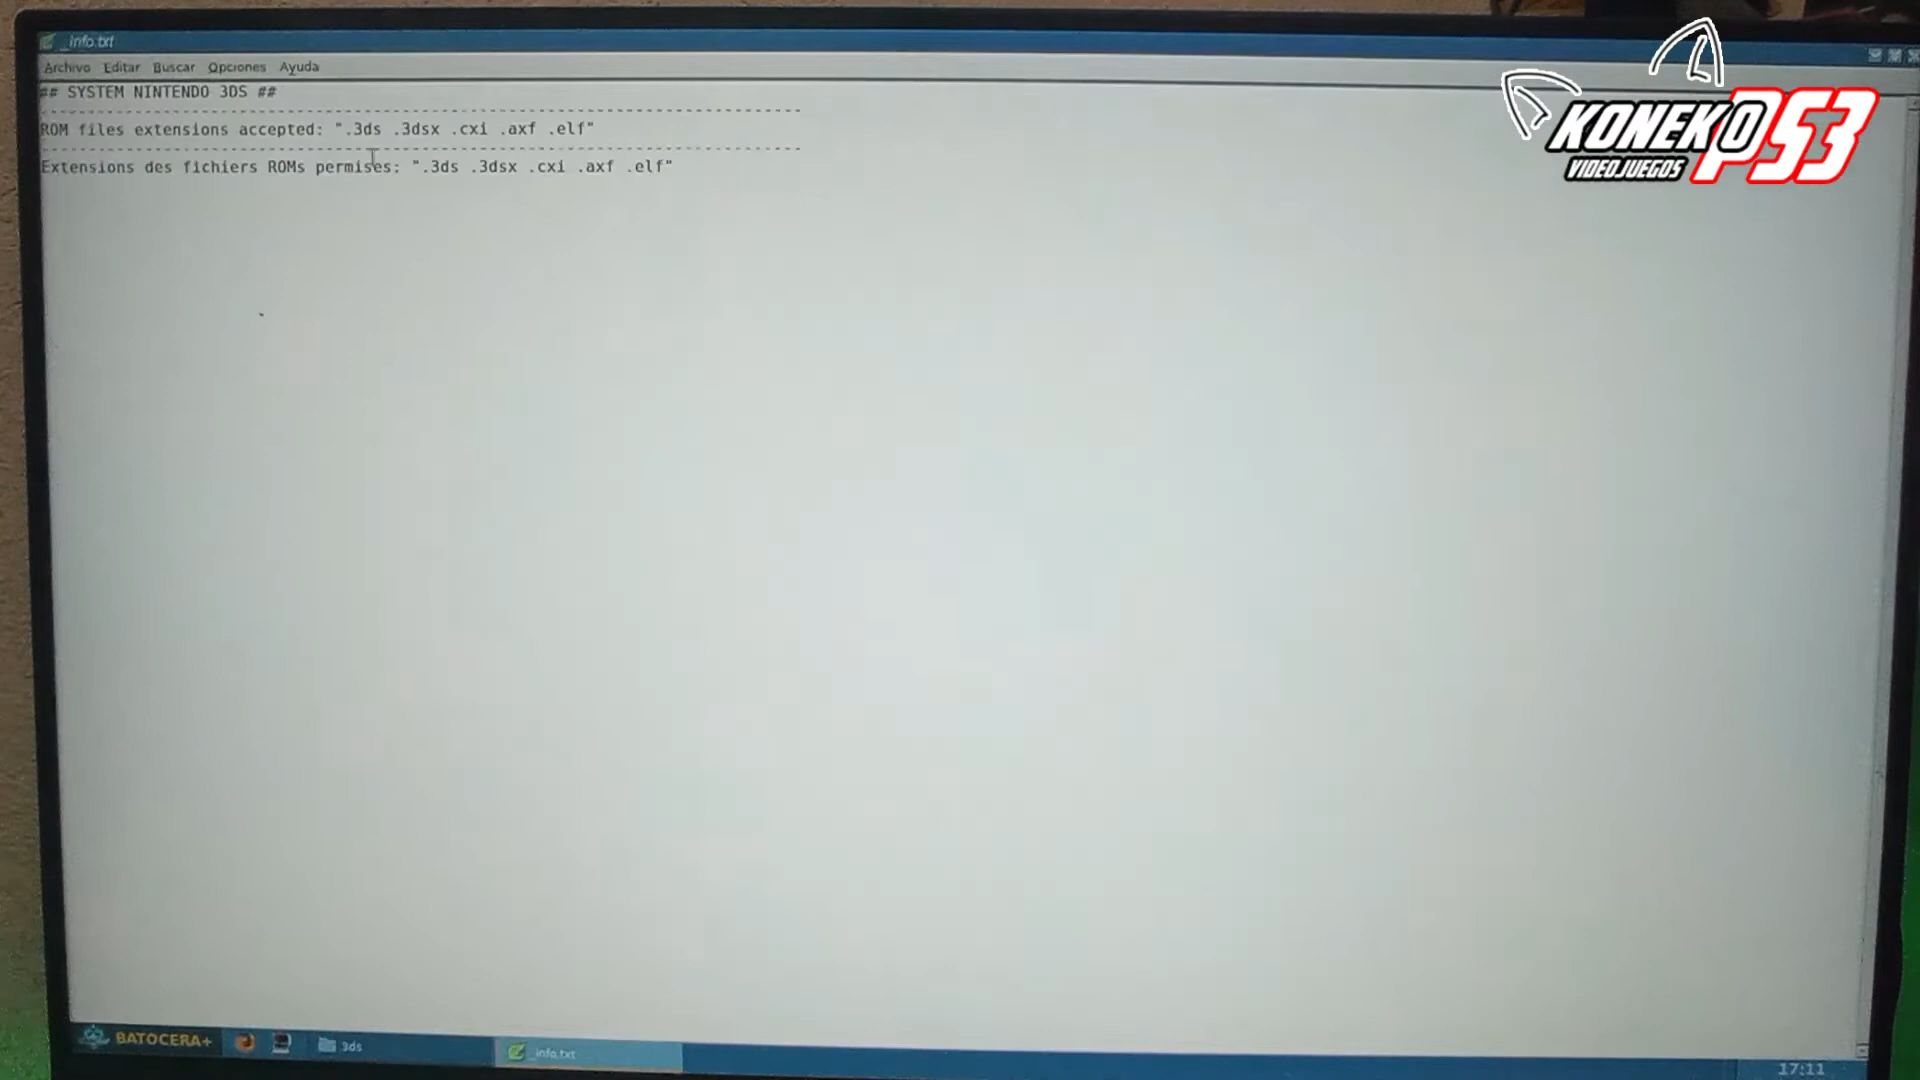 _info.txt
Archivo Editar Buscar Opciones Ayuda
## SYSTEM NINTENDO 3DS ##
--------------------------------------------------------------------------------
ROM files extensions accepted: ".3ds .3dsx .cxi .axf .elf"
--------------------------------------------------------------------------------
Extensions des fichiers ROMs permises: ".3ds .3dsx .cxi .axf .elf"
KONEKO PS3
VIDEOJUEGOS
BATOCERA+ 3ds _info.txt 17:11